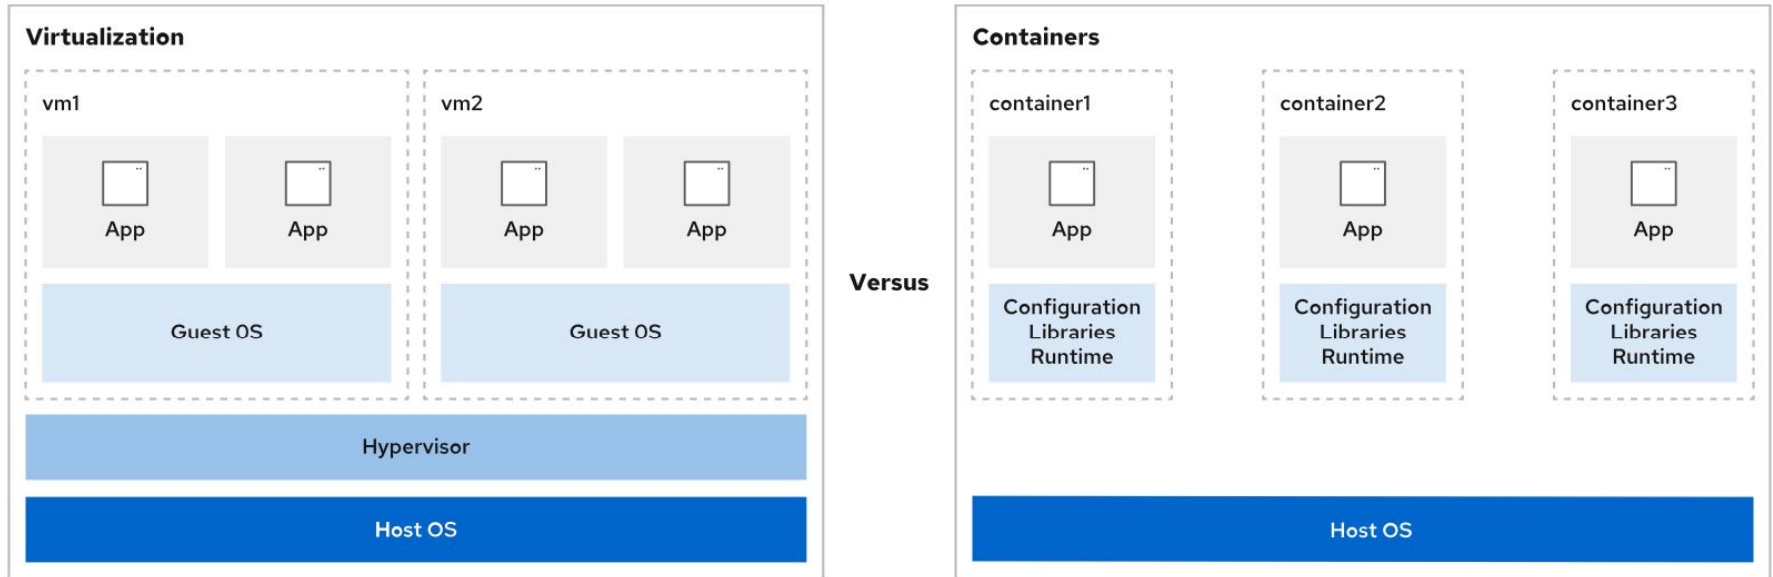 Virtualization
vm1
App
App
Guest OS
vm2
App
App
Guest OS
Hypervisor
Host OS
Versus
Containers
container1
App
Configuration
Libraries
Runtime
container2
App
Configuration
Libraries
Runtime
container3
App
Configuration
Libraries
Runtime
Host OS